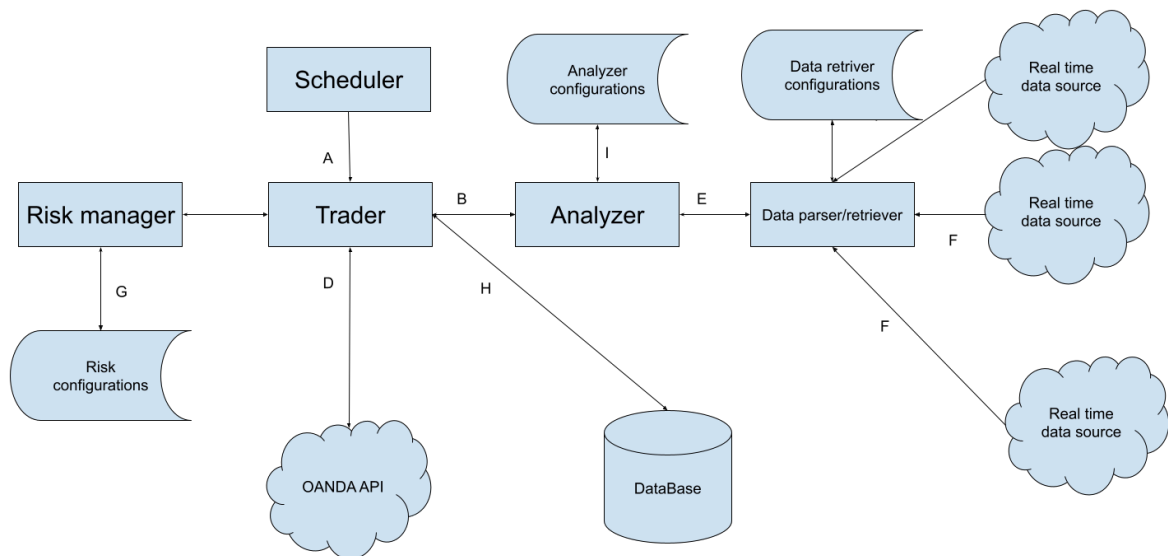 Scheduler
Analyzer
configurations
Data retriver
configurations
Real time
data source
A
I
Risk manager
Trader
B
Analyzer
E
Data parser/retriever
Real time
data source
F
G
D
H
F
Risk
configurations
Real time
data source
OANDA API
DataBase